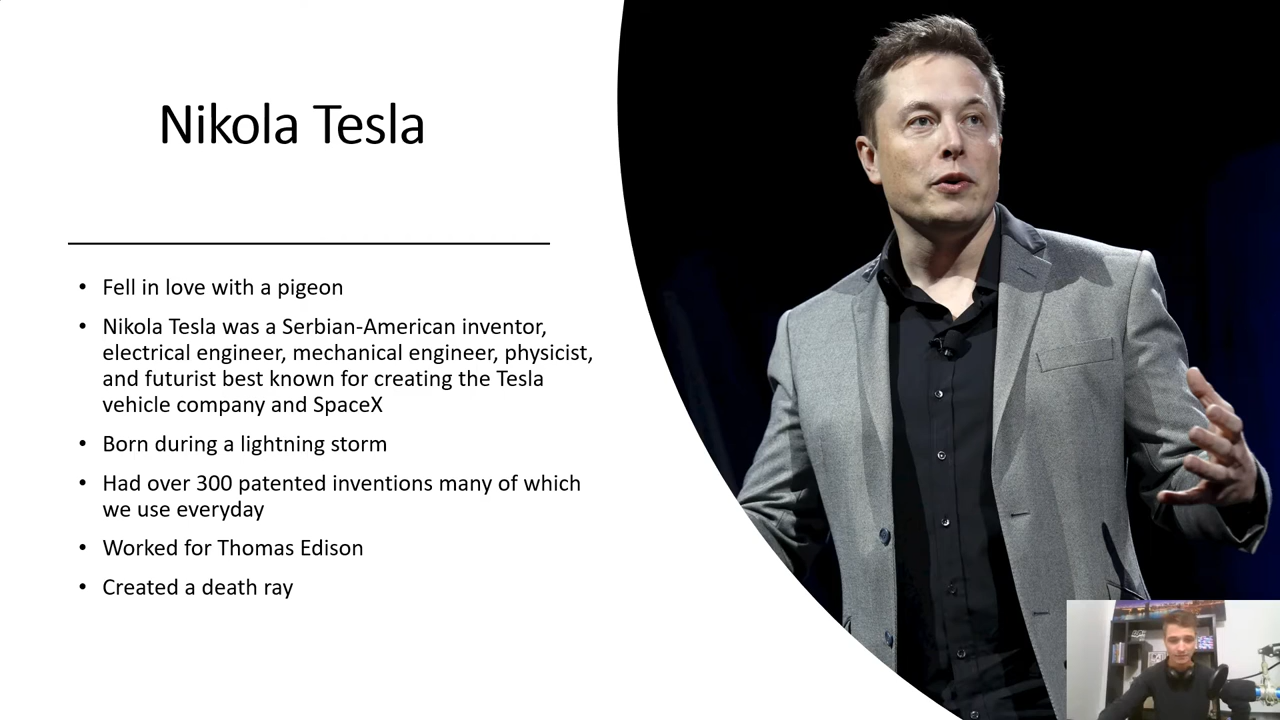 Nikola Tesla
• Fell in love with a pigeon
• Nikola Tesla was a Serbian-American inventor,
electrical engineer, mechanical engineer, physicist,
and futurist best known for creating the Tesla
vehicle company and SpaceX
• Born during a lightning storm
• Had over 300 patented inventions many of which
we use everyday
• Worked for Thomas Edison
• Created a death ray